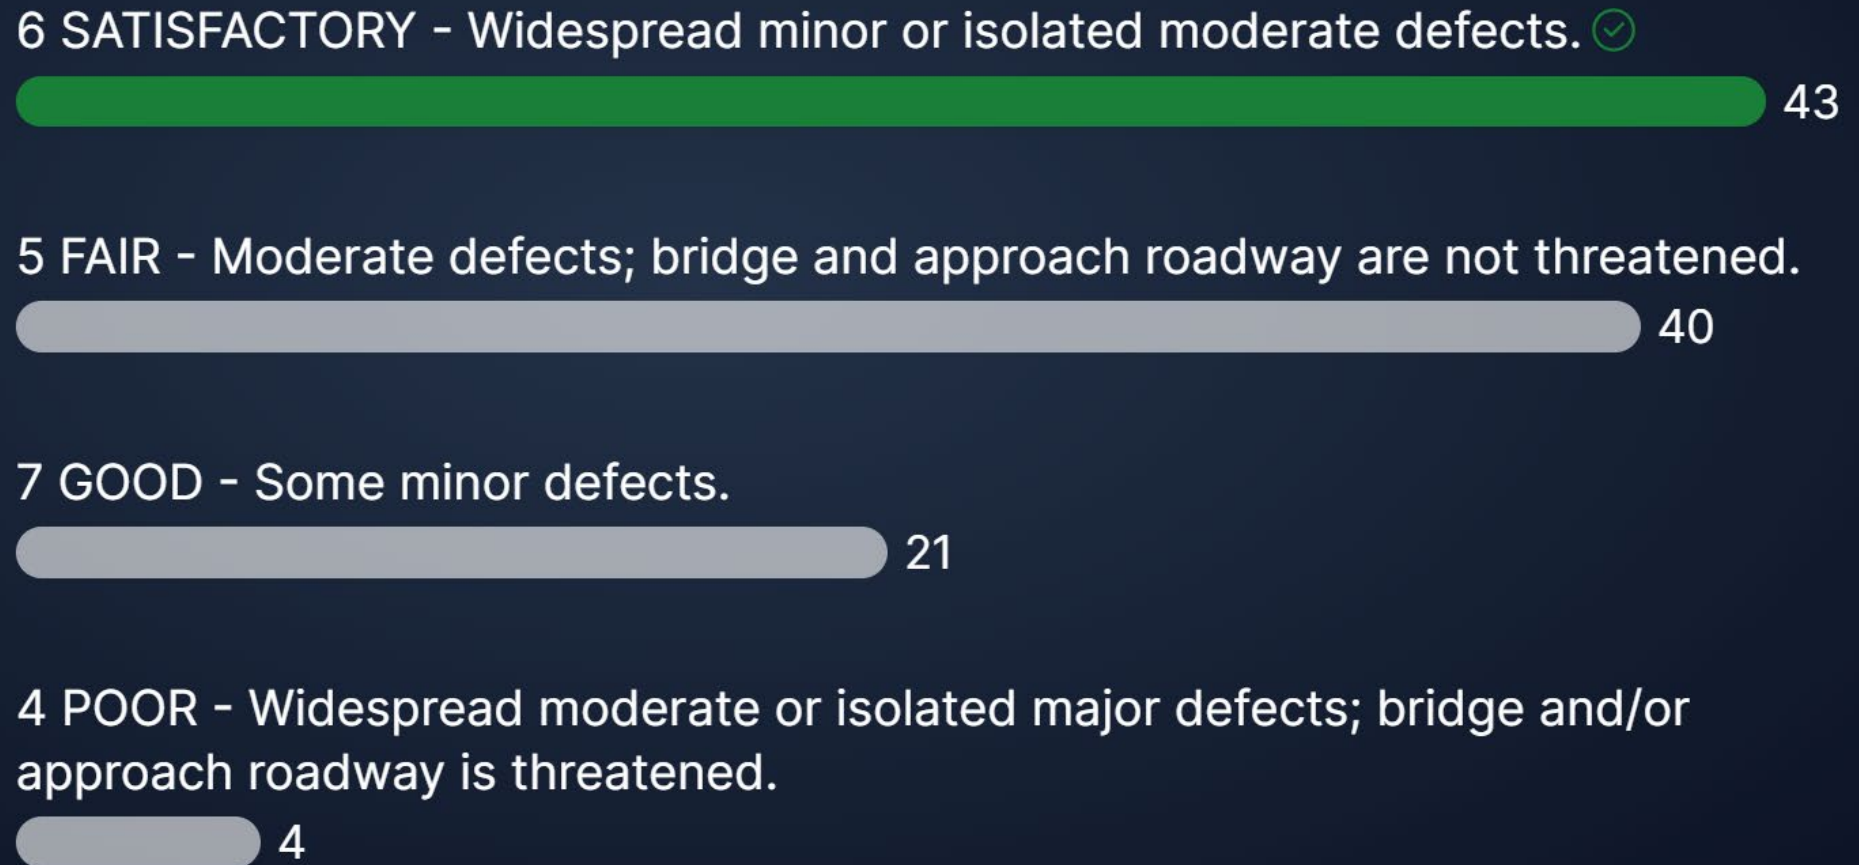 6 SATISFACTORY - Widespread minor or isolated moderate defects.
43
5 FAIR - Moderate defects; bridge and approach roadway are not threatened.
40
7 GOOD - Some minor defects.
21
4 POOR - Widespread moderate or isolated major defects; bridge and/or
approach roadway is threatened.
4